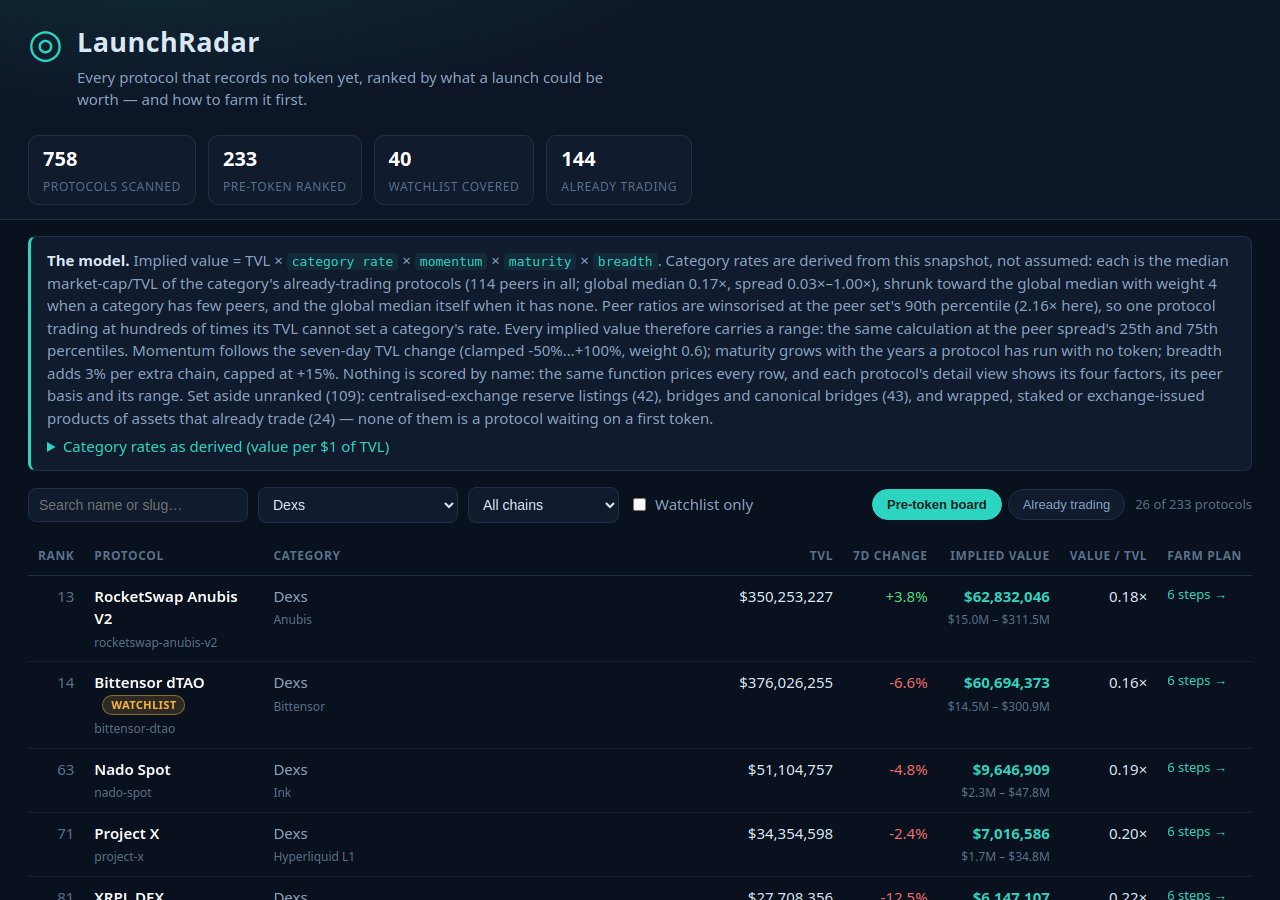 LaunchRadar
Every protocol that records no token yet, ranked by what a launch could be
worth — and how to farm it first.
758
PROTOCOLS SCANNED
233
PRE-TOKEN RANKED
40
WATCHLIST COVERED
144
ALREADY TRADING
The model. Implied value = TVL × category rate × momentum × maturity × breadth. Category rates are derived from this snapshot, not assumed: each is the median
market-cap/TVL of the category's already-trading protocols (114 peers in all; global median 0.17×, spread 0.03×–1.00×), shrunk toward the global median with weight 4
when a category has few peers, and the global median itself when it has none. Peer ratios are winsorised at the peer set's 90th percentile (2.16× here), so one protocol
trading at hundreds of times its TVL cannot set a category's rate. Every implied value therefore carries a range: the same calculation at the peer spread's 25th and 75th
percentiles. Momentum follows the seven-day TVL change (clamped -50%…+100%, weight 0.6); maturity grows with the years a protocol has run with no token; breadth
adds 3% per extra chain, capped at +15%. Nothing is scored by name: the same function prices every row, and each protocol's detail view shows its four factors, its peer
basis and its range. Set aside unranked (109): centralised-exchange reserve listings (42), bridges and canonical bridges (43), and wrapped, staked or exchange-issued
products of assets that already trade (24) — none of them is a protocol waiting on a first token.
▶ Category rates as derived (value per $1 of TVL)
Search name or slug… Dexs All chains Watchlist only Pre-token board Already trading 26 of 233 protocols
RANK PROTOCOL CATEGORY TVL 7D CHANGE IMPLIED VALUE VALUE / TVL FARM PLAN
13 RocketSwap Anubis Dexs $350,253,227 +3.8% $62,832,046 0.18× 6 steps →
V2 Anubis $15.0M – $311.5M
rocketswap-anubis-v2
14 Bittensor dTAO Dexs $376,026,255 -6.6% $60,694,373 0.16× 6 steps →
WATCHLIST Bittensor $14.5M – $300.9M
bittensor-dtao
63 Nado Spot Dexs $51,104,757 -4.8% $9,646,909 0.19× 6 steps →
nado-spot Ink $2.3M – $47.8M
71 Project X Dexs $34,354,598 -2.4% $7,016,586 0.20× 6 steps →
project-x Hyperliquid L1 $1.7M – $34.8M
81 XRPL DEX Dexs $27,708,356 -12.5% $6,147,107 0.22× 6 steps →